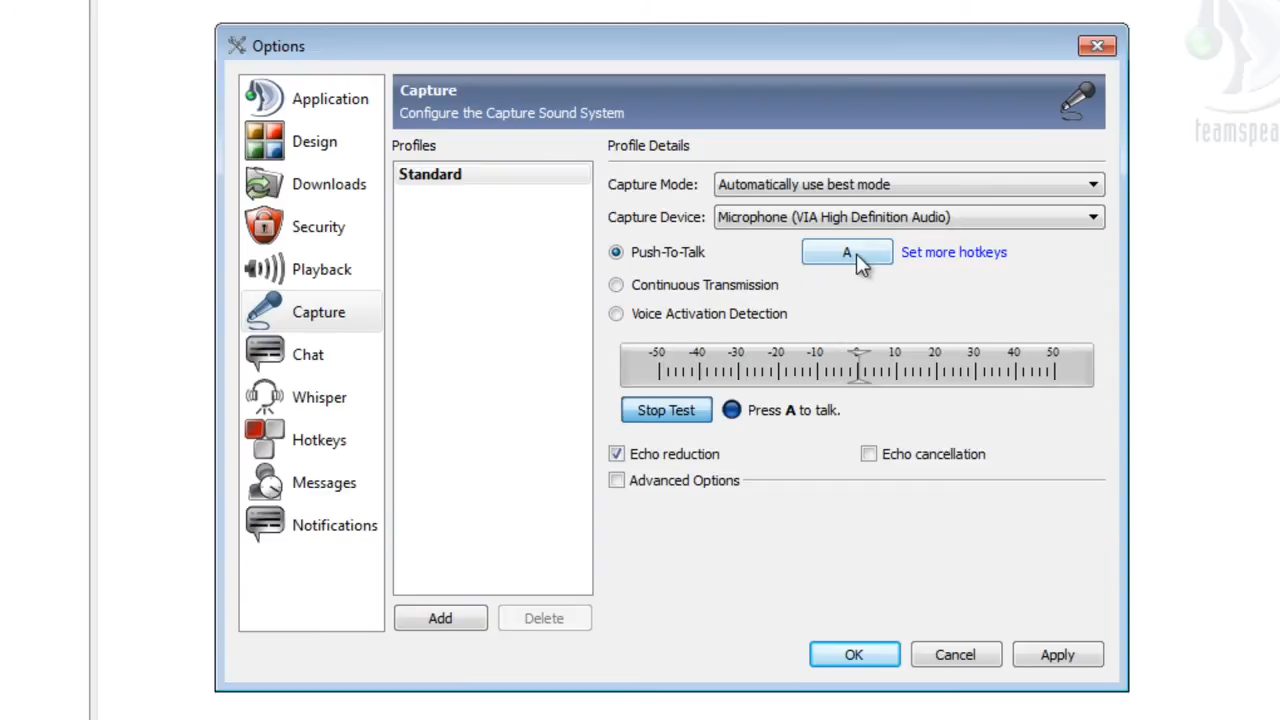 Options
Application
Design
Downloads
Security
Playback
Capture
Chat
Whisper
Hotkeys
Messages
Notifications
Capture
Configure the Capture Sound System
Profiles
Standard
Add
Delete
Profile Details
Capture Mode: Automatically use best mode
Capture Device: Microphone (VIA High Definition Audio)
Push-To-Talk A Set more hotkeys
Continuous Transmission
Voice Activation Detection
-50 -40 -30 -20 -10 0 10 20 30 40 50
Stop Test Press A to talk.
Echo reduction Echo cancellation
Advanced Options
OK Cancel Apply
teamspea